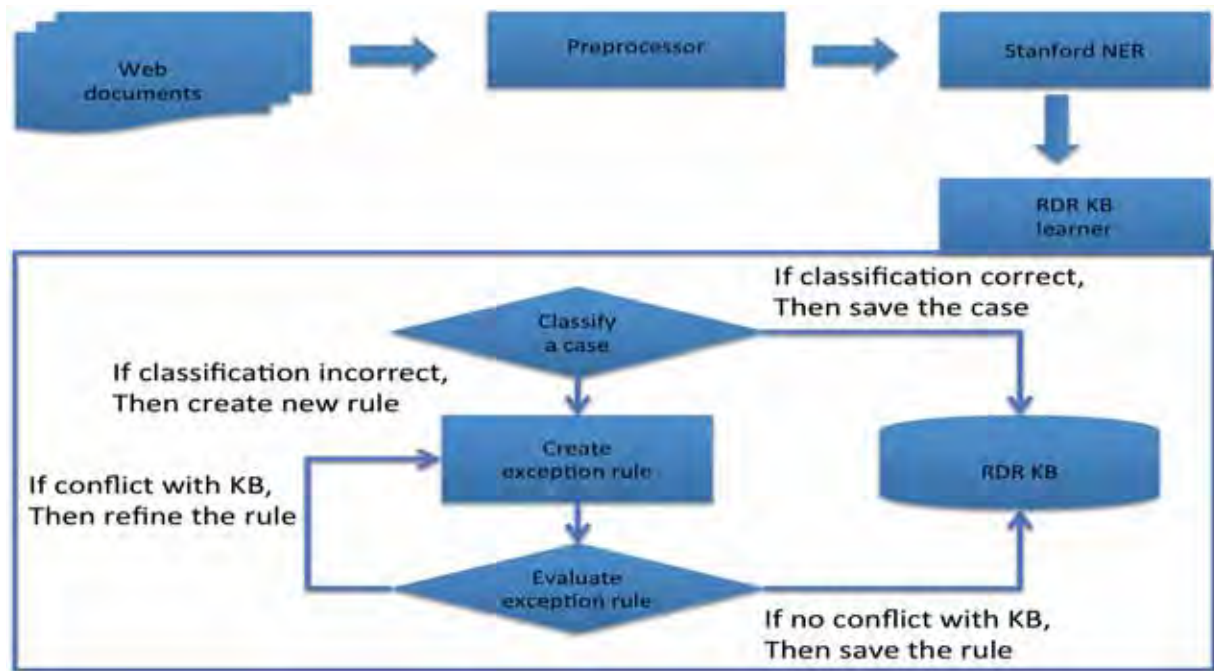 Web
documents
Preprocessor
Stanford NER
RDR KB
learner
If classification correct,
Then save the case
Classify
a case
If classification incorrect,
Then create new rule
Create
exception rule
RDR KB
If conflict with KB,
Then refine the rule
Evaluate
exception rule
If no conflict with KB,
Then save the rule